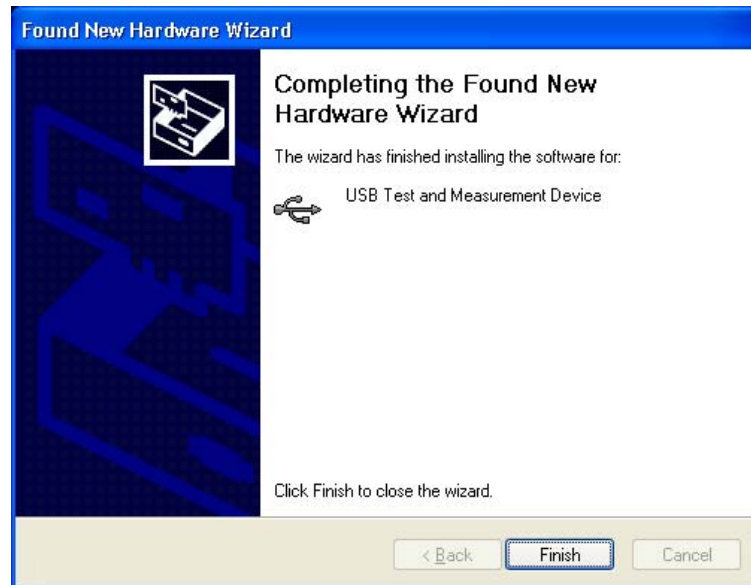 Found New Hardware Wizard
Completing the Found New
Hardware Wizard
The wizard has finished installing the software for:
USB Test and Measurement Device
Click Finish to close the wizard.
< Back
Finish
Cancel